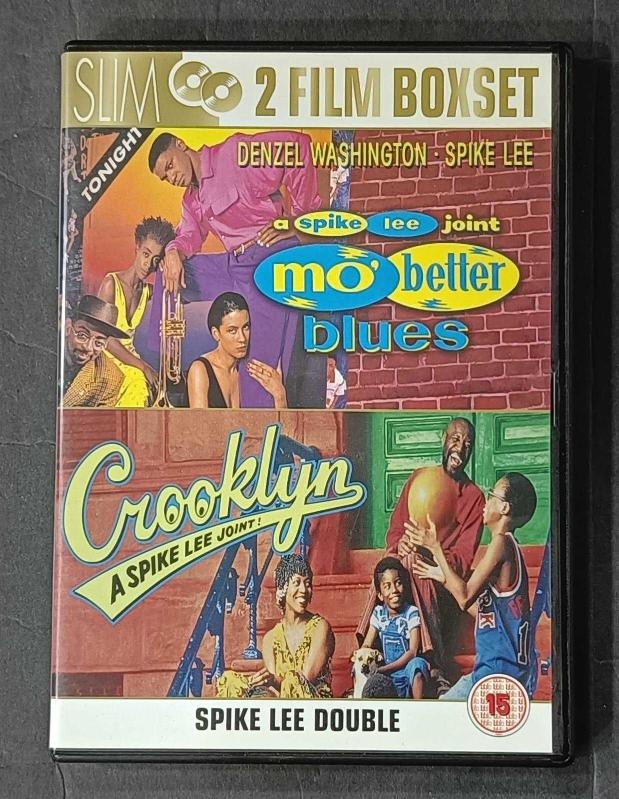 SLIM 2 FILM BOXSET
TONIGHT
DENZEL WASHINGTON · SPIKE LEE
a spike lee joint
mo' better
blues
Crooklyn
A SPIKE LEE JOINT!
SPIKE LEE DOUBLE
15